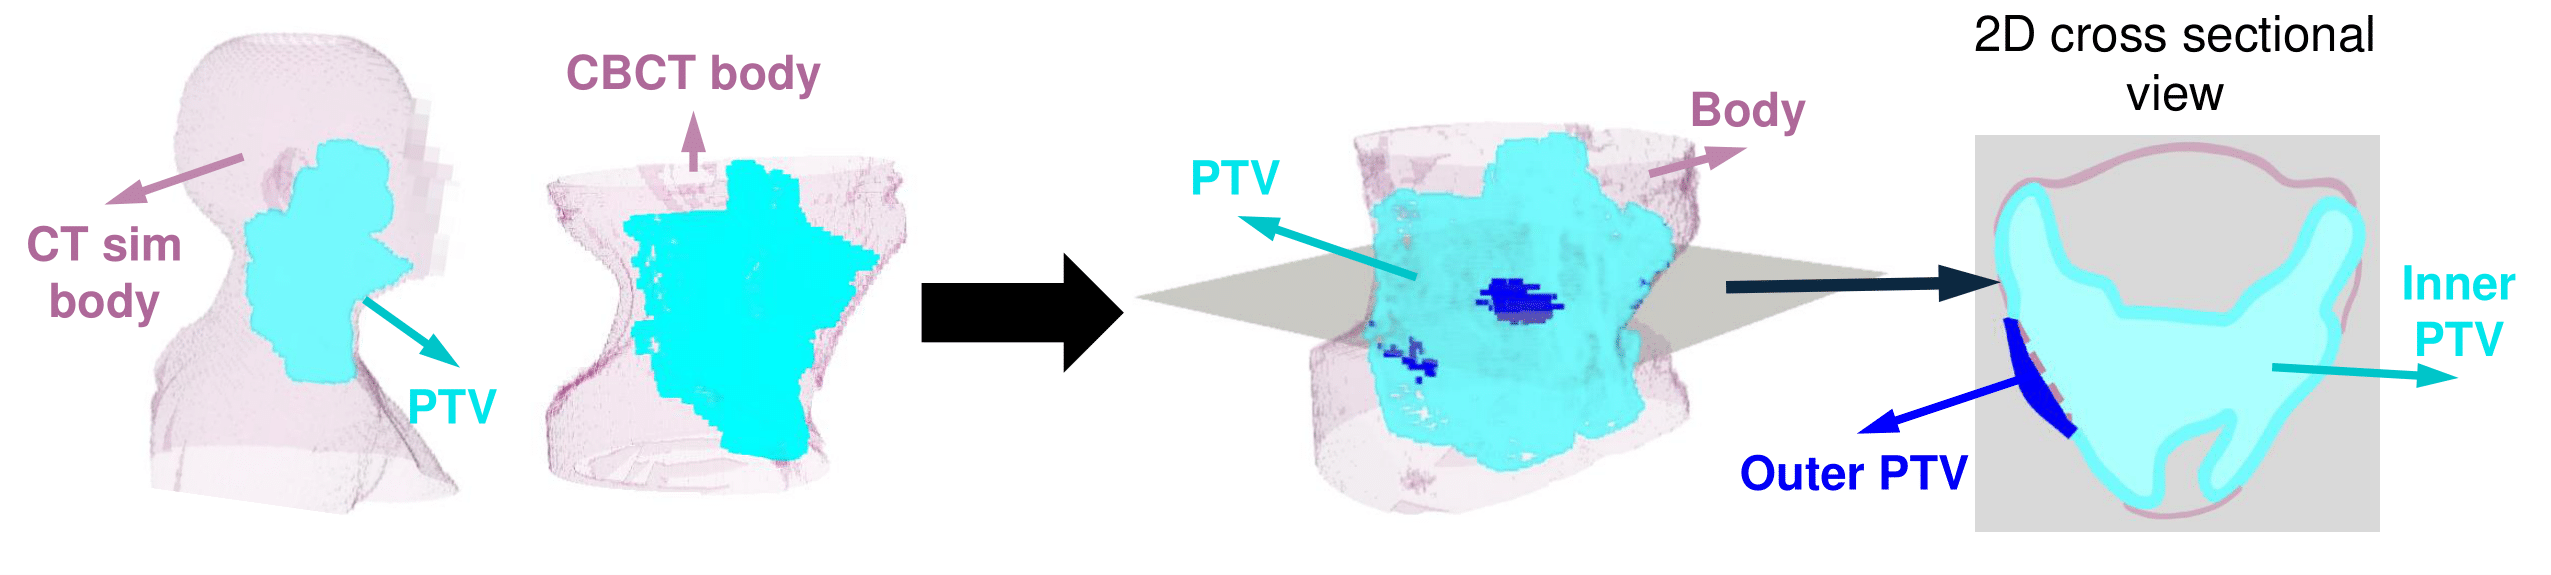 CT sim
body
PTV
CBCT body
PTV
Body
2D cross sectional
view
Outer PTV
Inner
PTV